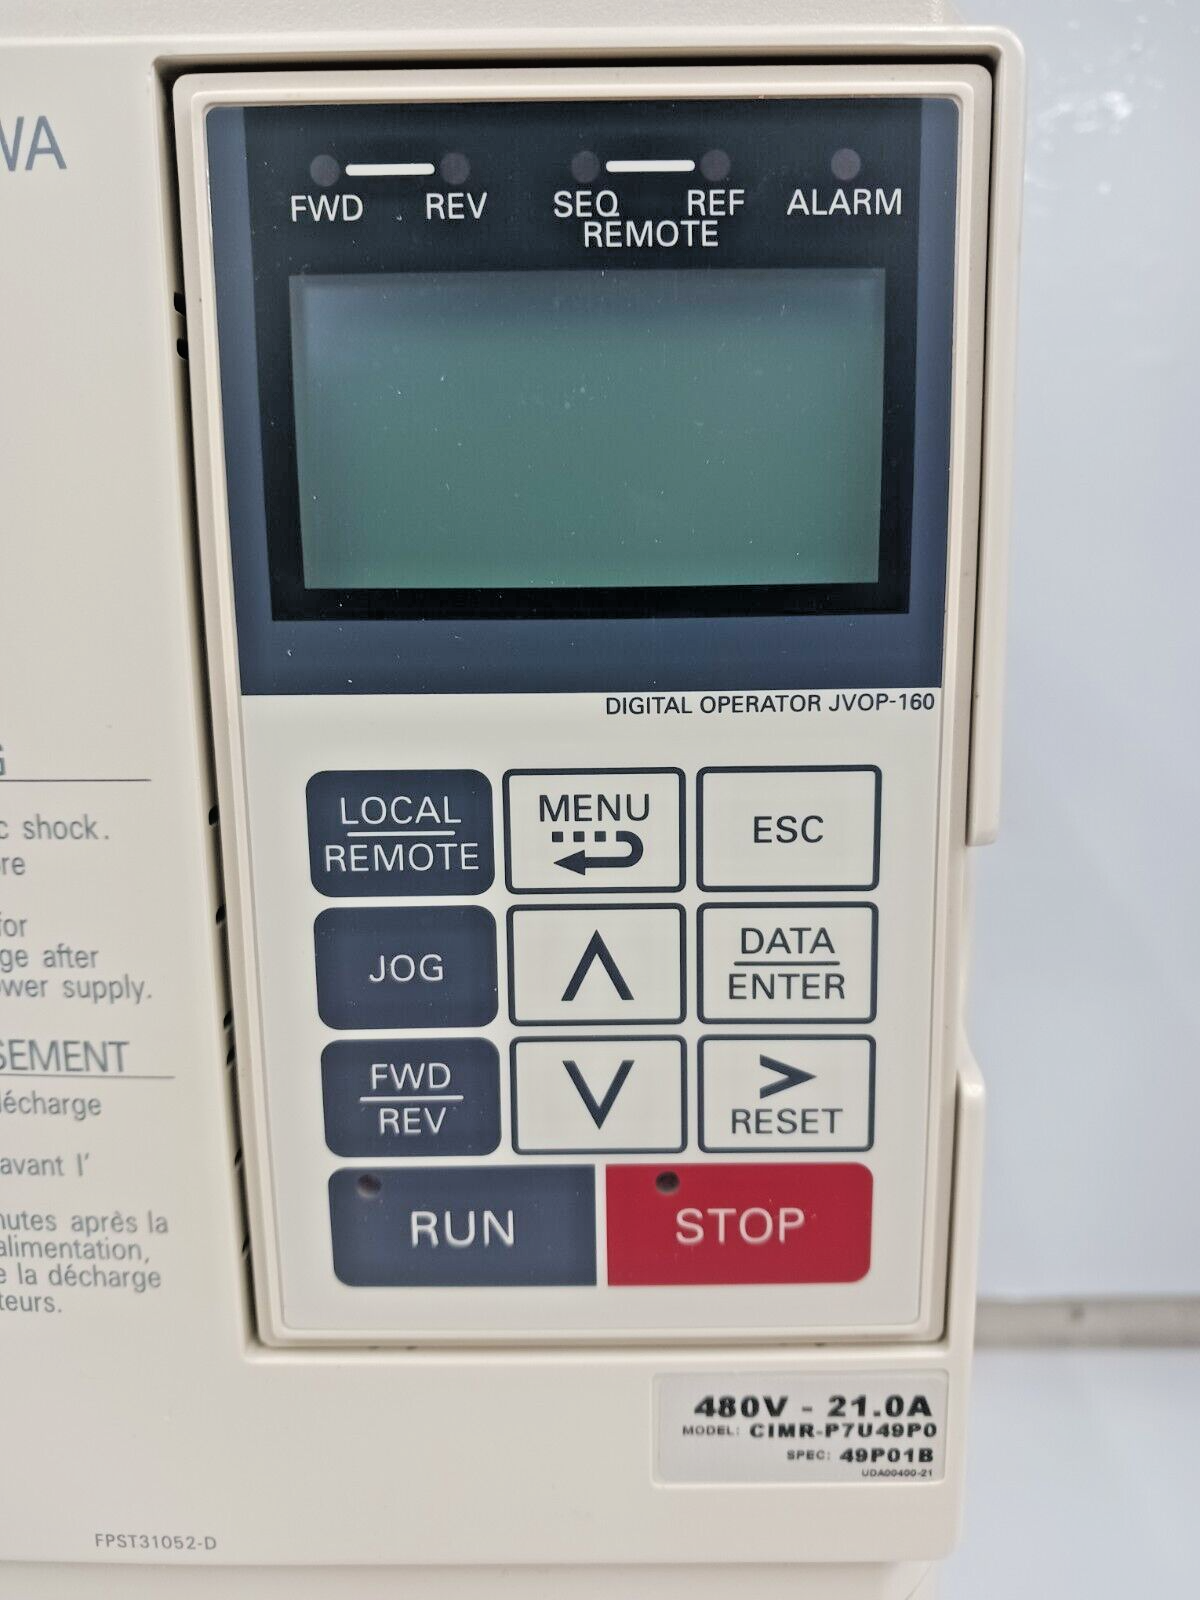 WA
FWD REV SEQ REF ALARM
REMOTE
DIGITAL OPERATOR JVOP-160
LOCAL
REMOTE
MENU
ESC
JOG
DATA
ENTER
FWD
REV
>
RESET
RUN
STOP
G
c shock.
re
for
ge after
ower supply.
SEMENT
décharge
avant l'
nutes après la
alimentation,
e la décharge
teurs.
480V - 21.0A
MODEL: CIMR-P7U49P0
SPEC: 49P01B
UDA00400-21
FPST31052-D